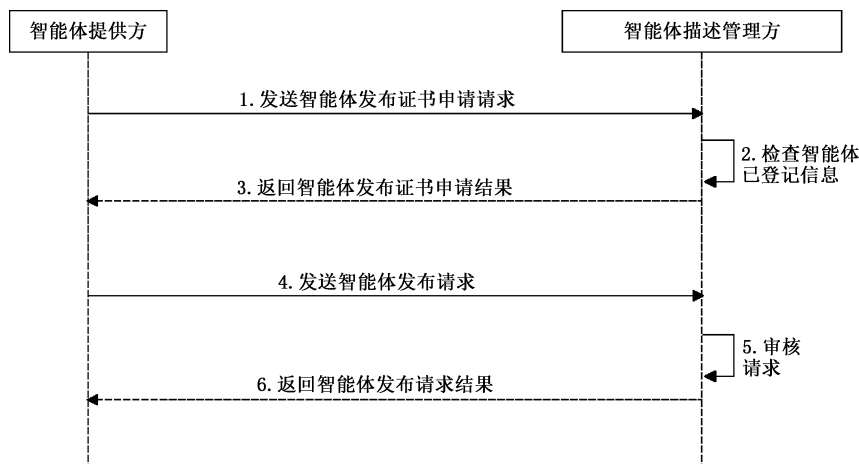 智能体提供方
智能体描述管理方
1.发送智能体发布证书申请请求
2.检查智能体
已登记信息
3.返回智能体发布证书申请结果
4.发送智能体发布请求
5.审核
请求
6.返回智能体发布请求结果